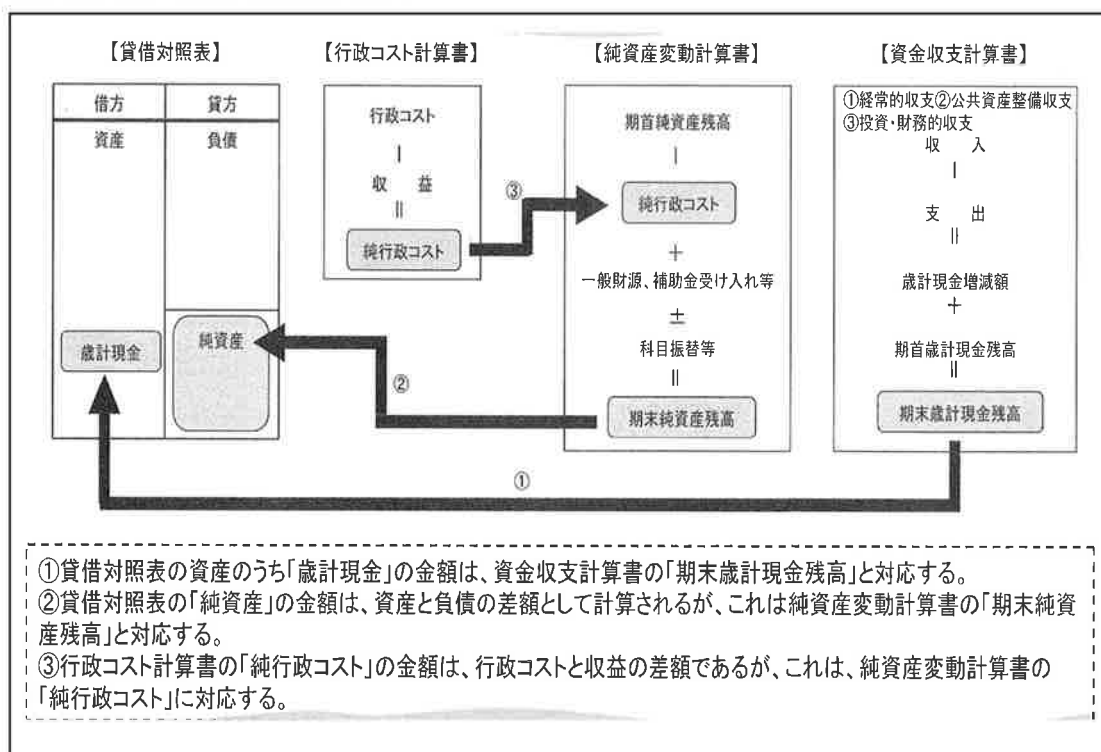 【貸借対照表】
借方 貸方
資産 負債
歳計現金 純資産
【行政コスト計算書】
行政コスト
－
収 益
＝
純行政コスト
③
【純資産変動計算書】
期首純資産残高
－
純行政コスト
＋
一般財源、補助金受け入れ等
±
科目振替等
＝
期末純資産残高
②
【資金収支計算書】
①経常的収支②公共資産整備収支
③投資・財務的収支
収 入
－
支 出
＝
歳計現金増減額
＋
期首歳計現金残高
＝
期末歳計現金残高
①
①貸借対照表の資産のうち「歳計現金」の金額は、資金収支計算書の「期末歳計現金残高」と対応する。
②貸借対照表の「純資産」の金額は、資産と負債の差額として計算されるが、これは純資産変動計算書の「期末純資
産残高」と対応する。
③行政コスト計算書の「純行政コスト」の金額は、行政コストと収益の差額であるが、これは、純資産変動計算書の
「純行政コスト」に対応する。